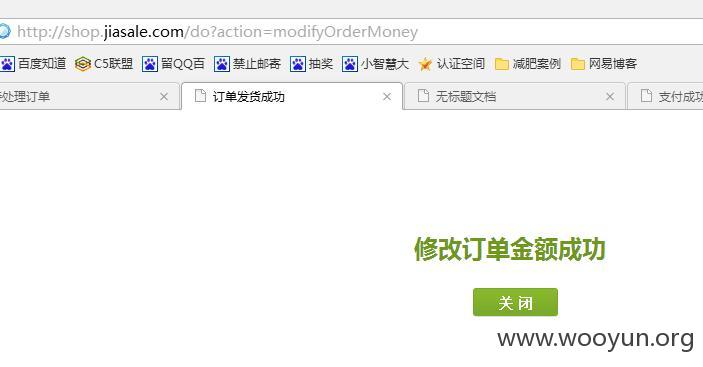 http://shop.jiasale.com/do?action=modifyOrderMoney
百度知道 C5联盟 留QQ百 禁止邮寄 抽奖 小智慧大 认证空间 减肥案例 网易博客
处理订单 订单发货成功 无标题文档 支付成功
修改订单金额成功
关 闭
www.wooyun.org